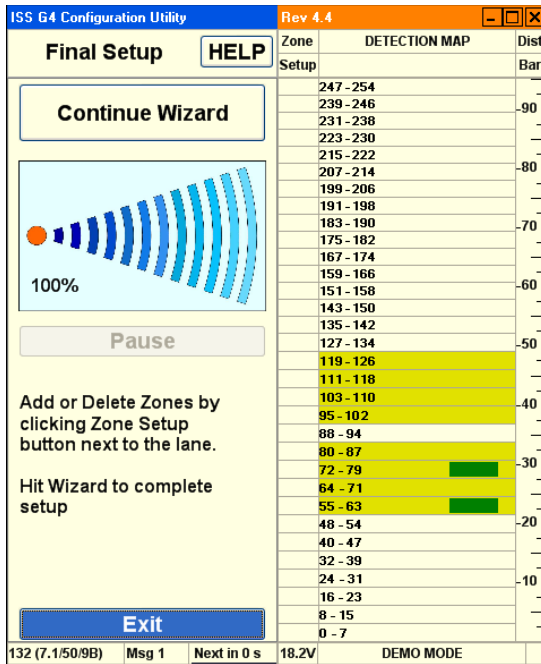 ISS G4 Configuration Utility
Rev 4.4
Final Setup
HELP
Zone
Setup
DETECTION MAP
Dist
Bar
Continue Wizard
100%
Pause
Add or Delete Zones by
clicking Zone Setup
button next to the lane.
Hit Wizard to complete
setup
Exit
247 - 254
239 - 246
231 - 238
223 - 230
215 - 222
207 - 214
199 - 206
191 - 198
183 - 190
175 - 182
167 - 174
159 - 166
151 - 158
143 - 150
135 - 142
127 - 134
119 - 126
111 - 118
103 - 110
95 - 102
88 - 94
80 - 87
72 - 79
64 - 71
55 - 63
48 - 54
40 - 47
32 - 39
24 - 31
16 - 23
8 - 15
0 - 7
90
80
70
60
50
40
30
20
10
132 (7.1/50/9B)
Msg 1
Next in 0 s
18.2V
DEMO MODE